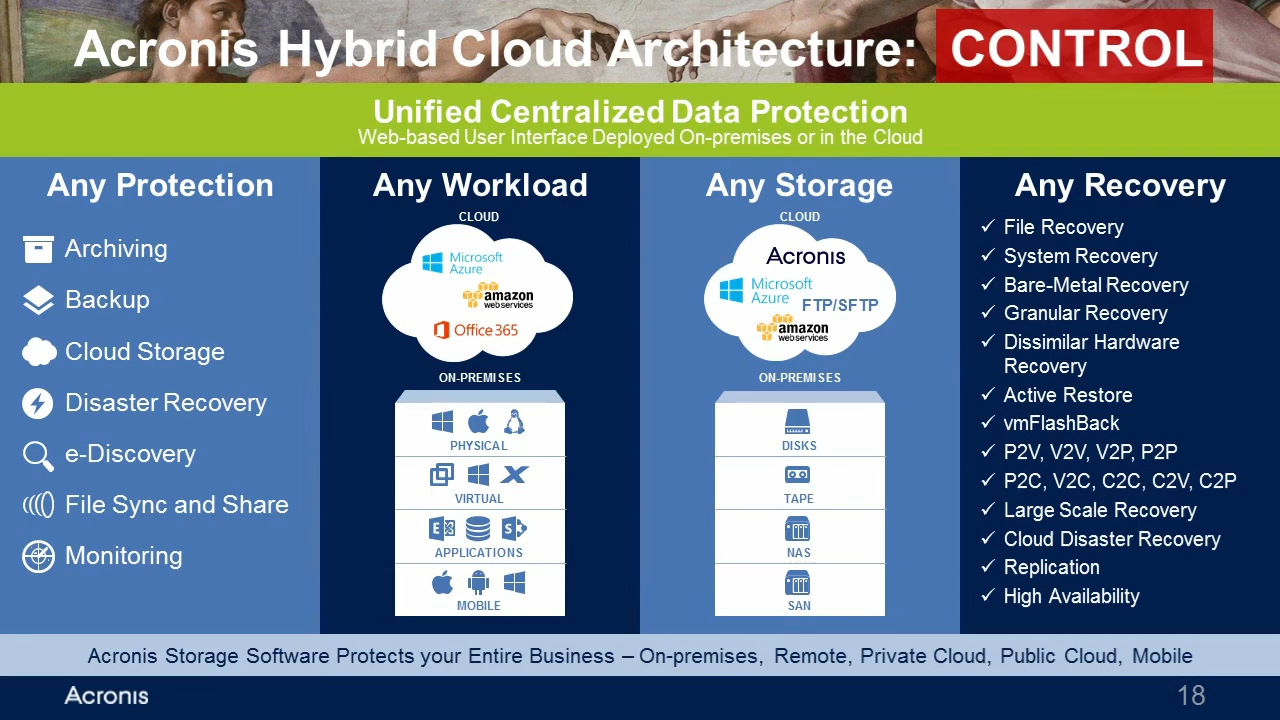 Acronis Hybrid Cloud Architecture: CONTROL
Unified Centralized Data Protection
Web-based User Interface Deployed On-premises or in the Cloud
Any Protection
Archiving
Backup
Cloud Storage
Disaster Recovery
e-Discovery
File Sync and Share
Monitoring
Any Workload
CLOUD
Microsoft
Azure
amazon
web services
Office 365
ON-PREMISES
PHYSICAL
VIRTUAL
APPLICATIONS
MOBILE
Any Storage
CLOUD
Acronis
Microsoft
Azure
FTP/SFTP
amazon
web services
ON-PREMISES
DISKS
TAPE
NAS
SAN
Any Recovery
✓ File Recovery
✓ System Recovery
✓ Bare-Metal Recovery
✓ Granular Recovery
✓ Dissimilar Hardware
Recovery
✓ Active Restore
✓ vmFlashBack
✓ P2V, V2V, V2P, P2P
✓ P2C, V2C, C2C, C2V, C2P
✓ Large Scale Recovery
✓ Cloud Disaster Recovery
✓ Replication
✓ High Availability
Acronis Storage Software Protects your Entire Business – On-premises, Remote, Private Cloud, Public Cloud, Mobile
Acronis
18